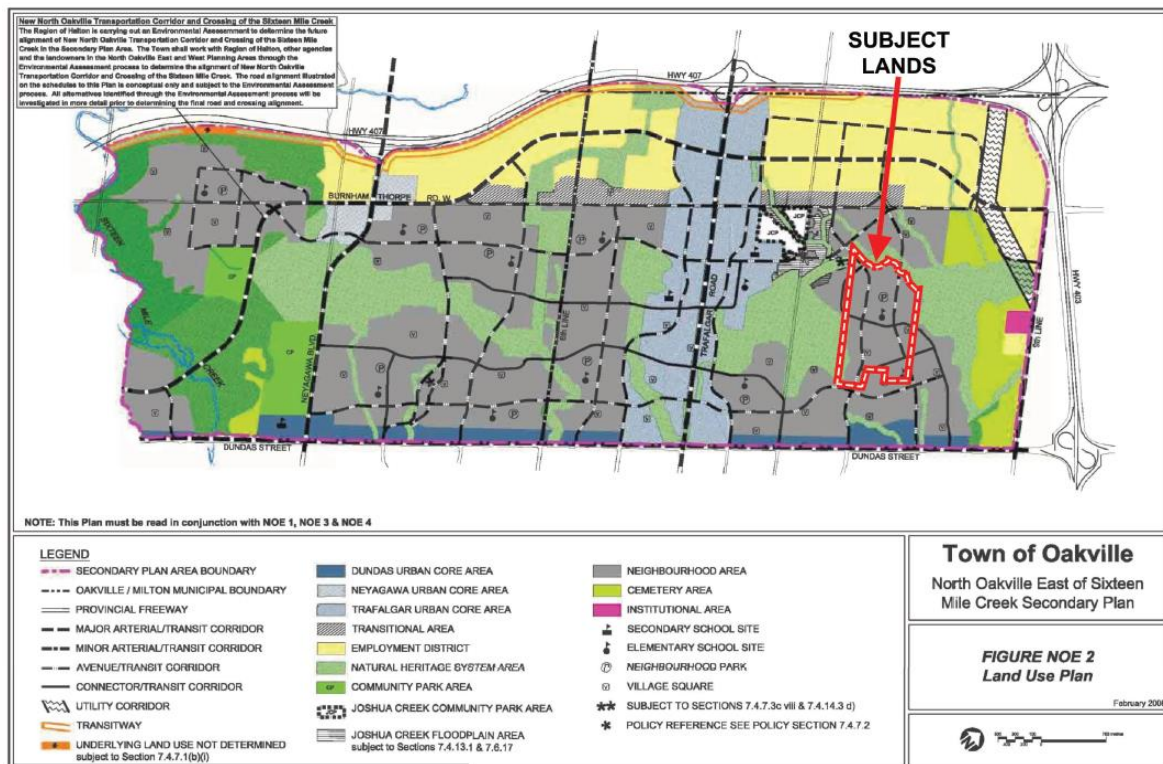 New North Oakville Transportation Corridor and Crossing of the Sixteen Mile Creek
The Region of Halton is carrying out an Environmental Assessment to determine the future
alignment of New North Oakville Transportation Corridor and Crossing of the Sixteen Mile
Creek in the Secondary Plan Area. The Town shall work with Region of Halton, other agencies
and the landowners in the North Oakville East and West Planning Areas through the
Environmental Assessment process to determine the alignment of New North Oakville
Transportation Corridor and Crossing of the Sixteen Mile Creek. The road alignment illustrated
on the schedules to this Plan is conceptual only and subject to the Environmental Assessment
process. All alternatives identified through the Environmental Assessment process will be
investigated in more detail prior to determining the final road and crossing alignment.
SUBJECT
LANDS
HWY 407
HWY 407
BURNHAM THORPE RD. W.
JCP
JCP
JCP
SIXTEEN
MILE
CREEK
CP
CP
NEYAGAWA BLVD.
6th LINE
TRAFALGAR ROAD
9th LINE
HWY 403
DUNDAS STREET
DUNDAS STREET
NOTE: This Plan must be read in conjunction with NOE 1, NOE 3 & NOE 4
LEGEND
SECONDARY PLAN AREA BOUNDARY
OAKVILLE / MILTON MUNICIPAL BOUNDARY
PROVINCIAL FREEWAY
MAJOR ARTERIAL/TRANSIT CORRIDOR
MINOR ARTERIAL/TRANSIT CORRIDOR
AVENUE/TRANSIT CORRIDOR
CONNECTOR/TRANSIT CORRIDOR
UTILITY CORRIDOR
TRANSITWAY
UNDERLYING LAND USE NOT DETERMINED
subject to Section 7.4.7.1(b)(i)
DUNDAS URBAN CORE AREA
NEYAGAWA URBAN CORE AREA
TRAFALGAR URBAN CORE AREA
TRANSITIONAL AREA
EMPLOYMENT DISTRICT
NATURAL HERITAGE SYSTEM AREA
CP COMMUNITY PARK AREA
JCP JOSHUA CREEK COMMUNITY PARK AREA
JOSHUA CREEK FLOODPLAIN AREA
subject to Sections 7.4.13.1 & 7.6.17
NEIGHBOURHOOD AREA
CEMETERY AREA
INSTITUTIONAL AREA
SECONDARY SCHOOL SITE
ELEMENTARY SCHOOL SITE
NEIGHBOURHOOD PARK
VILLAGE SQUARE
** SUBJECT TO SECTIONS 7.4.7.3c viii & 7.4.14.3 d)
* POLICY REFERENCE SEE POLICY SECTION 7.4.7.2
Town of Oakville
North Oakville East of Sixteen
Mile Creek Secondary Plan
FIGURE NOE 2
Land Use Plan